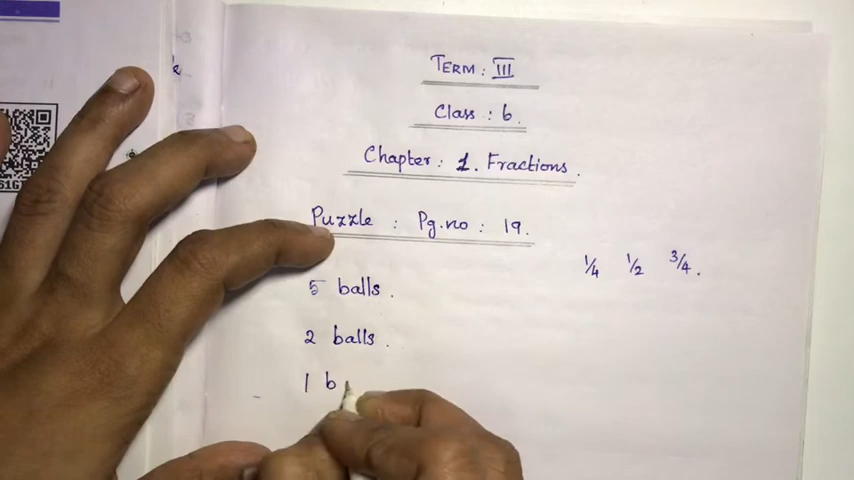 TERM : III
Class : 6.
Chapter : 1. Fractions.
Puzzle : Pg.no : 19.
1/4 1/2 3/4.
5 balls.
2 balls.
1 b